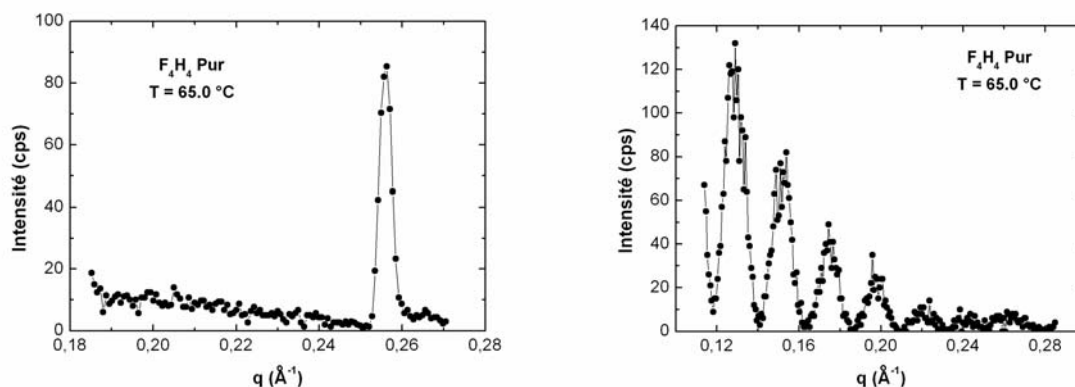 100
80
60
40
20
0
Intensité (cps)
F₄H₄ Pur
T = 65.0 °C
0,18 0,20 0,22 0,24 0,26 0,28
q (Å⁻¹)
140
120
100
80
60
40
20
0
Intensité (cps)
F₄H₄ Pur
T = 65.0 °C
0,12 0,16 0,20 0,24 0,28
q (Å⁻¹)